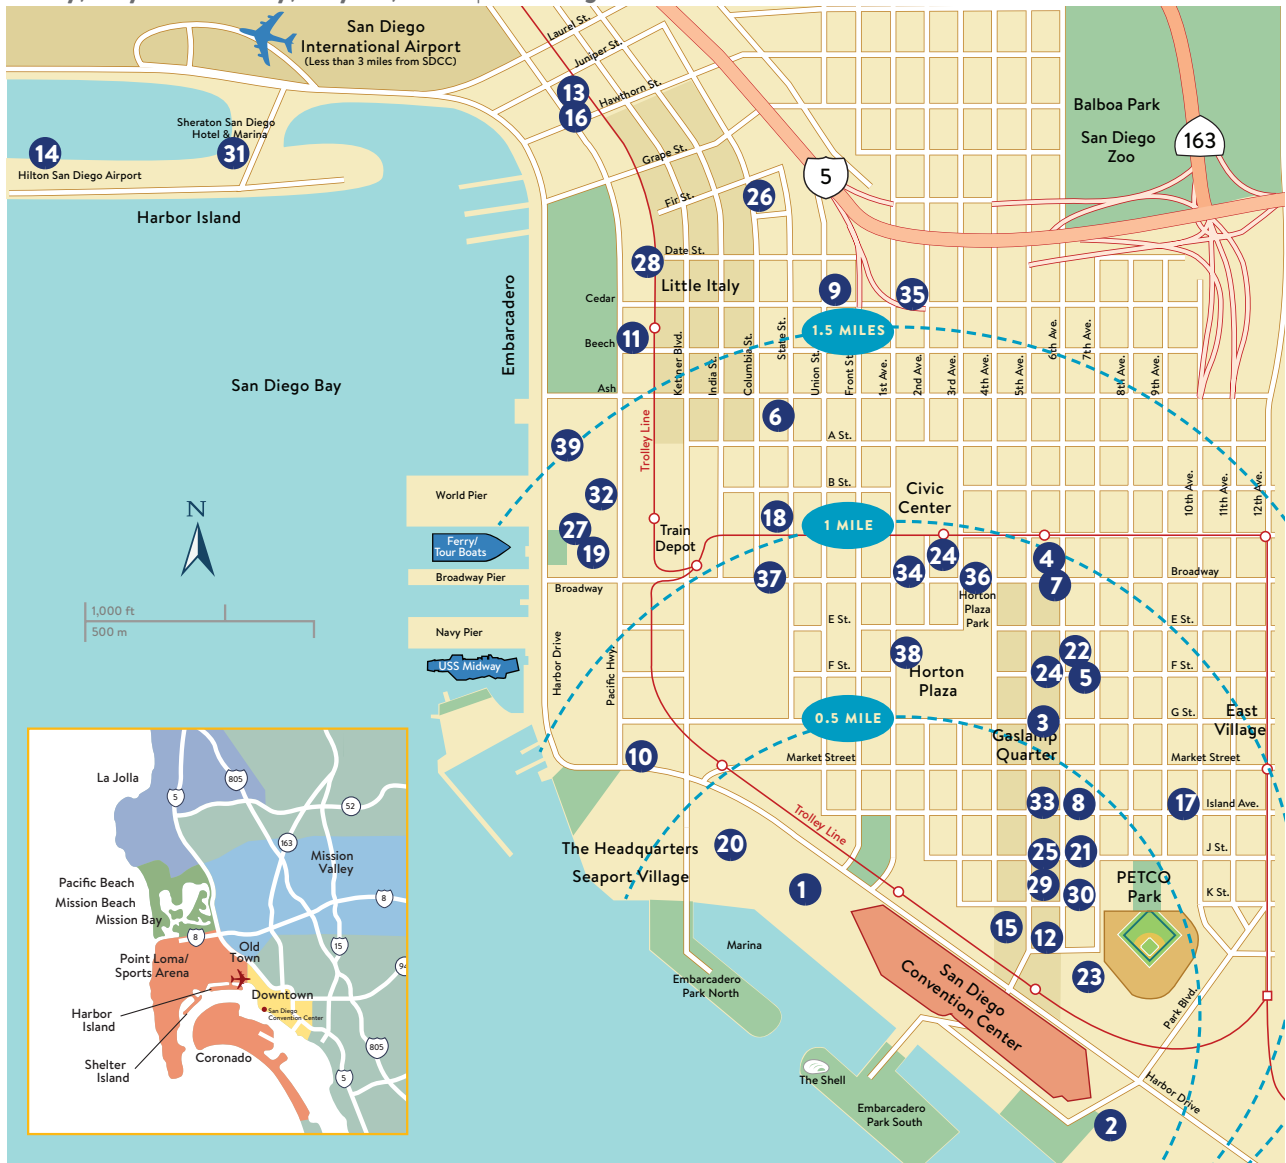 San Diego
International Airport
(Less than 3 miles from SDCC)
Laurel St.
Juniper St.
Hawthorn St.
Grape St.
Fir St.
Date St.
13
16
Balboa Park
San Diego
Zoo
163
5
Sheraton San Diego
Hotel & Marina
14
31
Hilton San Diego Airport
Harbor Island
26
28
Little Italy
9
35
Cedar
11
Beech
Ash
1.5 MILES
Embarcadero
San Diego Bay
Kettner Blvd.
India St.
Columbia St.
State St.
Union St.
Front St.
1st Ave.
2nd Ave.
3rd Ave.
4th Ave.
5th Ave.
6th Ave.
7th Ave.
8th Ave.
9th Ave.
10th Ave.
11th Ave.
12th Ave.
6
A St.
39
Trolley Line
B St.
Civic
Center
World Pier
32
27
19
18
1 MILE
Train
Depot
24
4
7
N
Ferry/
Tour Boats
Broadway Pier
Broadway
37
34
36
Horton
Plaza
Park
Broadway
1,000 ft
500 m
Navy Pier
USS Midway
Harbor Drive
Pacific Hwy.
E St.
E St.
F St.
F St.
38
Horton
Plaza
22
24
5
0.5 MILE
3
G St.
East
Village
Gaslamp
Quarter
10
Market Street
Market Street
Trolley Line
33
8
17
Island Ave.
20
The Headquarters
Seaport Village
1
25
21
J St.
29
30
PETCO
Park
K St.
15
12
23
Marina
Embarcadero
Park North
San Diego
Convention Center
Park Blvd.
The Shell
Embarcadero
Park South
Harbor Drive
2
La Jolla
5
805
52
163
Mission
Valley
Pacific Beach
Mission Beach
Mission Bay
8
8
15
Old
Town
Point Loma/
Sports Arena
94
Downtown
San Diego
Convention Center
Harbor
Island
Shelter
Island
Coronado
805
5